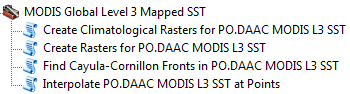 MODIS Global Level 3 Mapped SST
Create Climatological Rasters for PO.DAAC MODIS L3 SST
Create Rasters for PO.DAAC MODIS L3 SST
Find Cayula-Cornillon Fronts in PO.DAAC MODIS L3 SST
Interpolate PO.DAAC MODIS L3 SST at Points